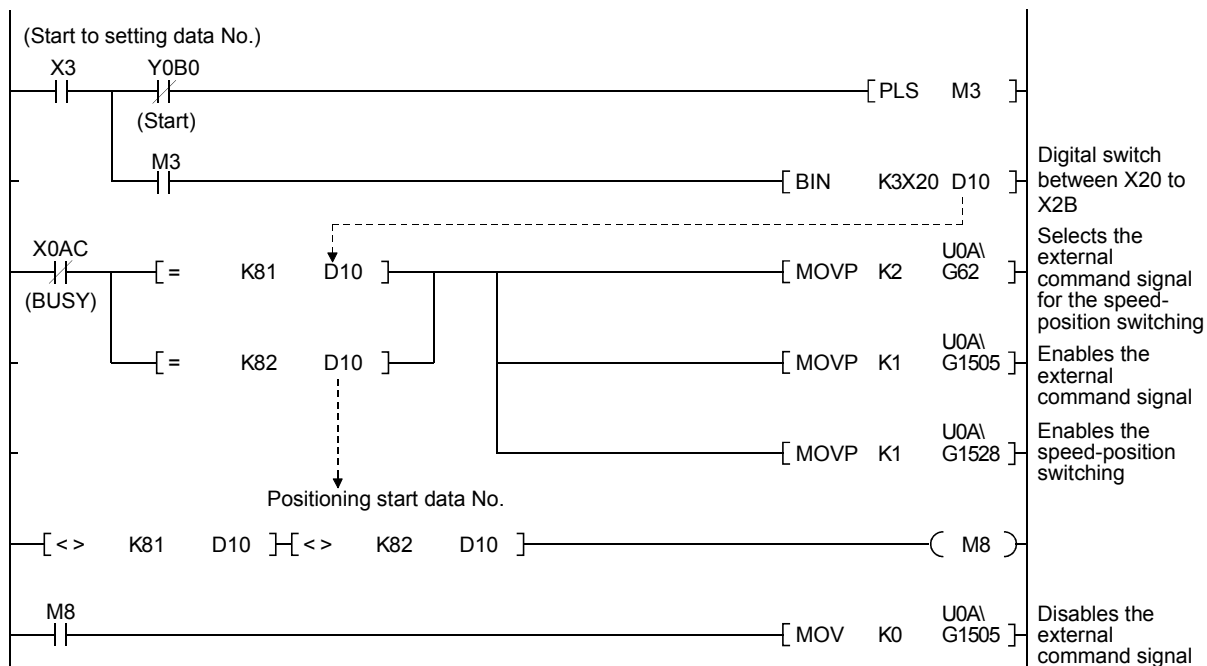 (Start to setting data No.)
X3 Y0B0
PLS M3
(Start)
M3
BIN K3X20 D10
Digital switch
between X20 to
X2B
X0AC
(BUSY)
= K81 D10
MOVP K2 U0A\
G62
Selects the
external
command signal
for the speed-
position switching
= K82 D10
MOVP K1 U0A\
G1505
Enables the
external
command signal
MOVP K1 U0A\
G1528
Enables the
speed-position
switching
Positioning start data No.
< > K81 D10 < > K82 D10 M8
M8
MOV K0 U0A\
G1505
Disables the
external
command signal